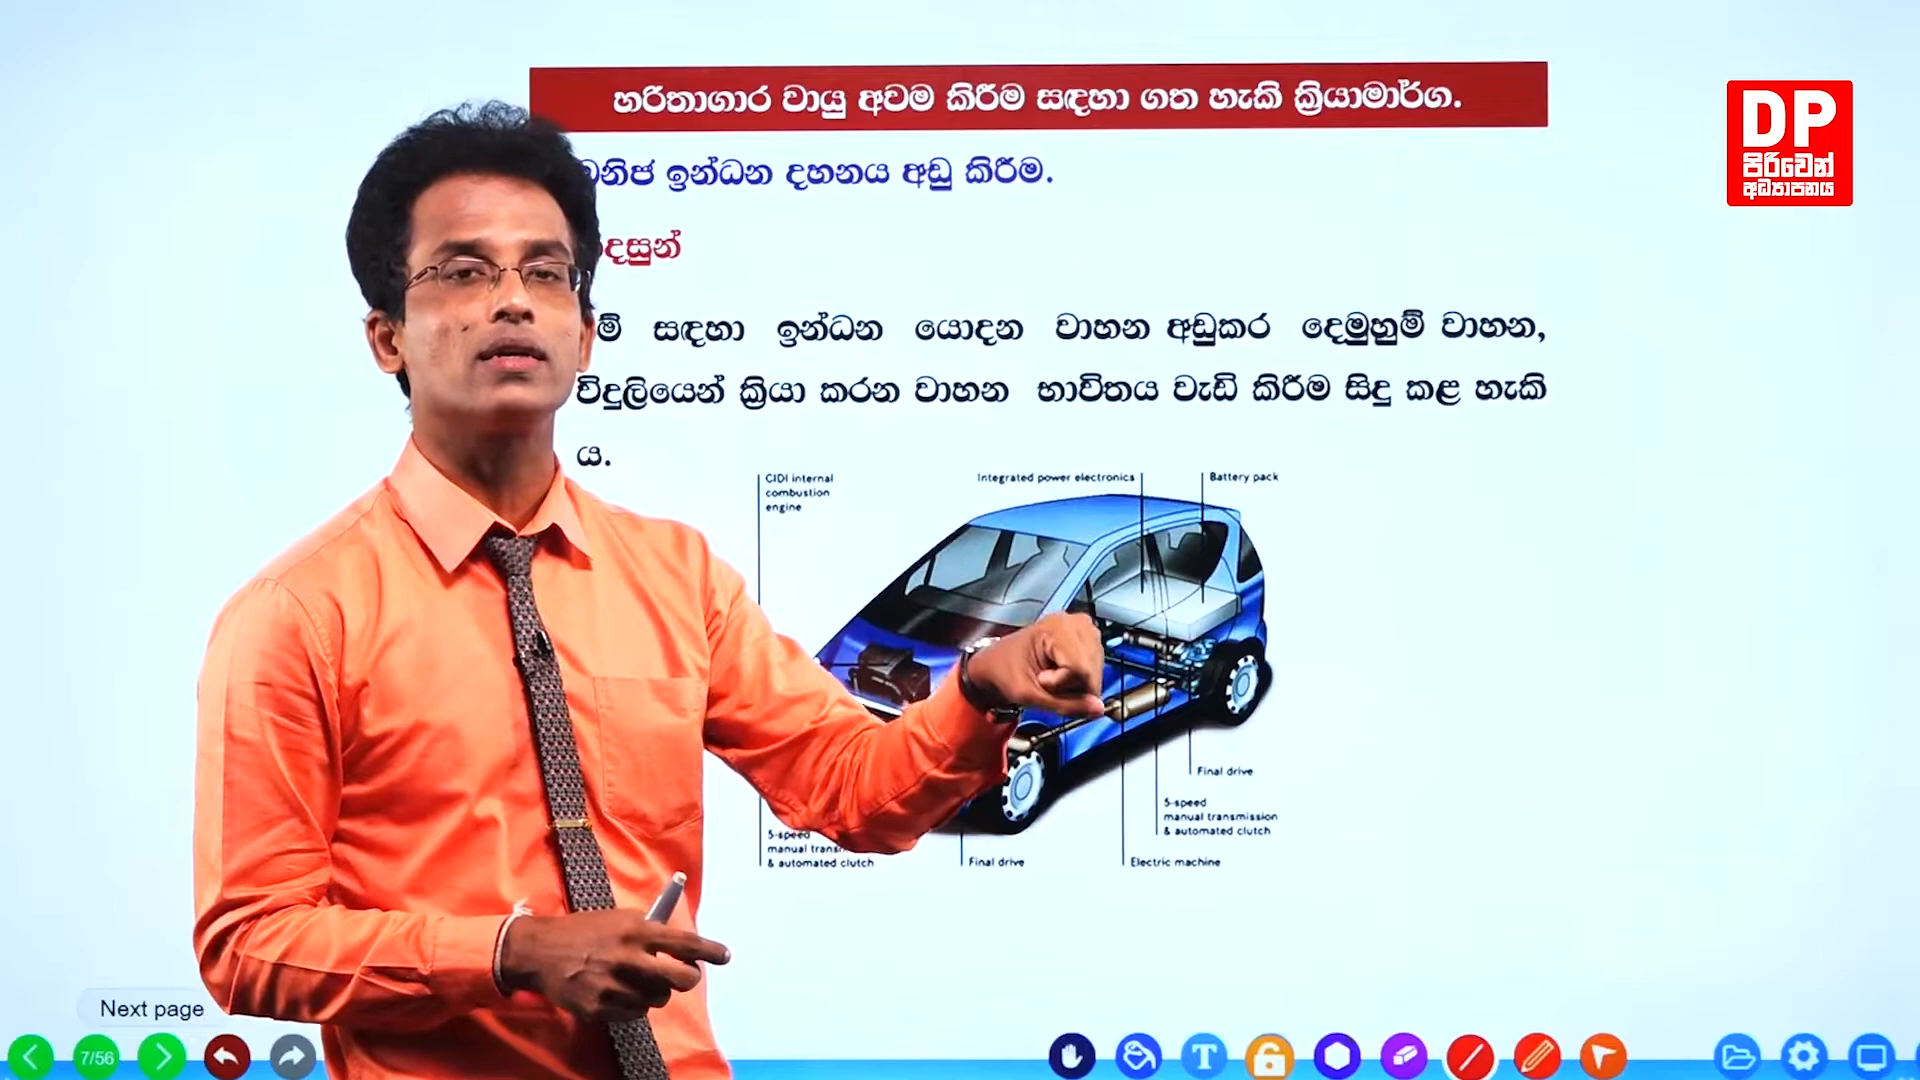 හරිතාගාර වායු අවම කිරීම සඳහා ගත හැකි ක්‍රියාමාර්ග.
DP
පිරිවෙන්
අධ්‍යාපනය
ඉන්ධන දහනය අඩු කිරීම.
සඳහා ඉන්ධන යොදන වාහන අඩුකර දෙමුහුම් වාහන,
විදුලියෙන් ක්‍රියා කරන වාහන භාවිතය වැඩි කිරීම සිදු කළ හැකි
ය.
CIDI internal
combustion
engine
Integrated power electronics
Battery pack
Final drive
5-speed
manual transmission
& automated clutch
5-speed
manual
& automated clutch
Final drive
Electric machine
Next page
7/56
T